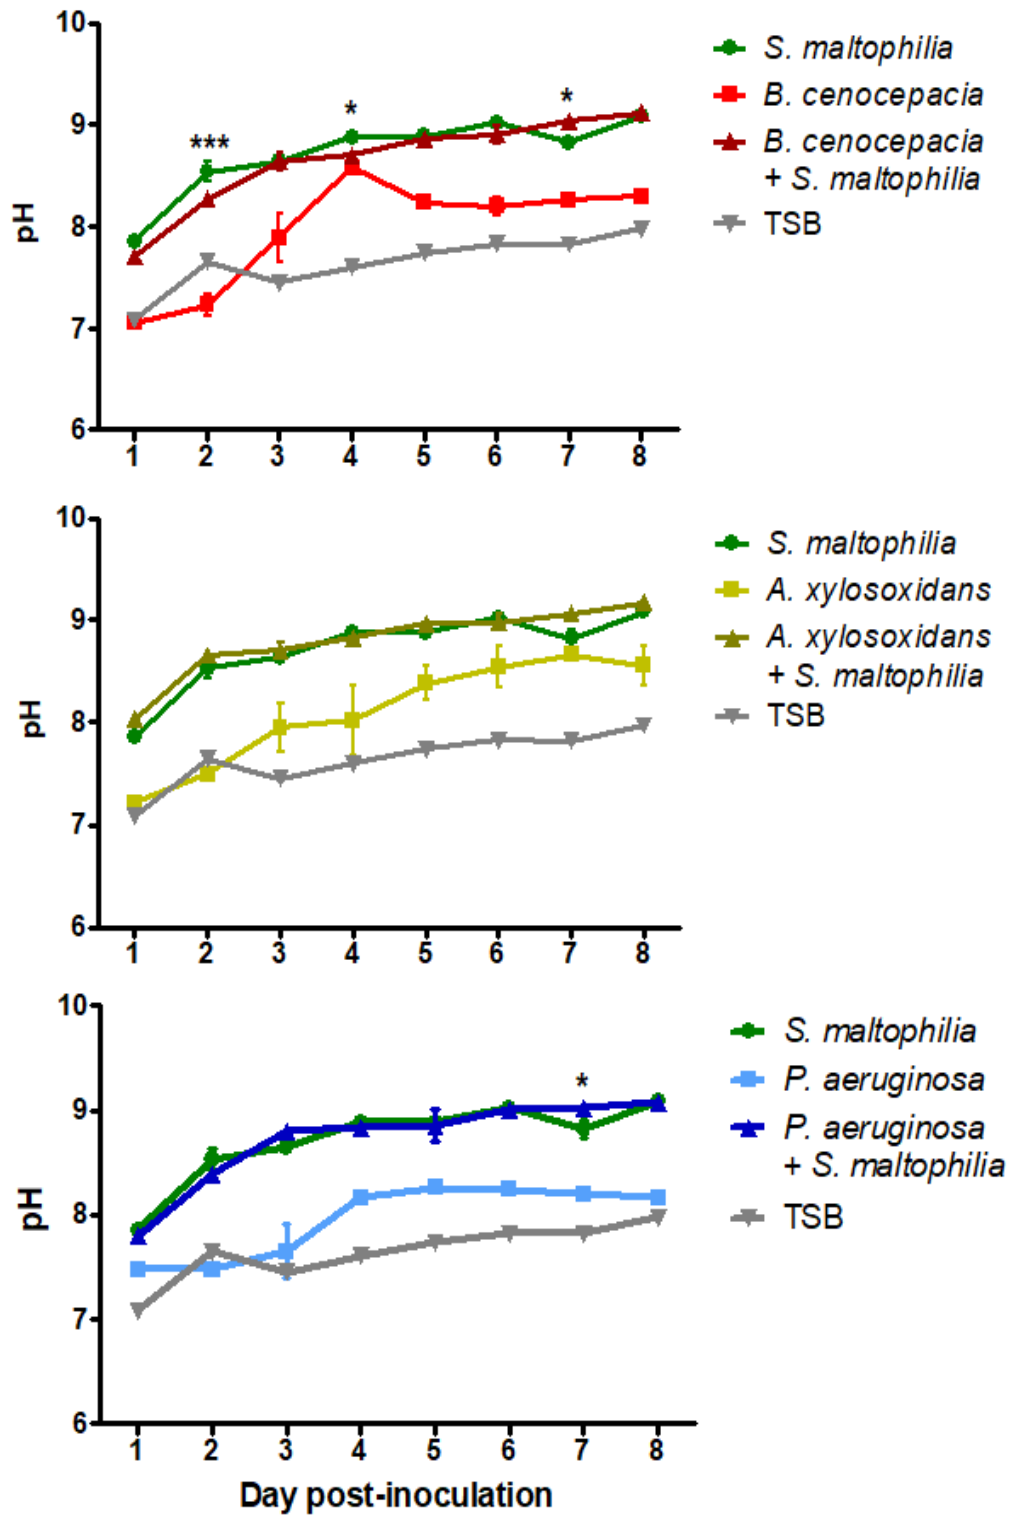 10
9
8
7
6
pH
***
*
*
1 2 3 4 5 6 7 8
S. maltophilia
B. cenocepacia
B. cenocepacia
+ S. maltophilia
TSB
10
9
8
7
6
pH
1 2 3 4 5 6 7 8
S. maltophilia
A. xylosoxidans
A. xylosoxidans
+ S. maltophilia
TSB
10
9
8
7
6
pH
*
1 2 3 4 5 6 7 8
Day post-inoculation
S. maltophilia
P. aeruginosa
P. aeruginosa
+ S. maltophilia
TSB